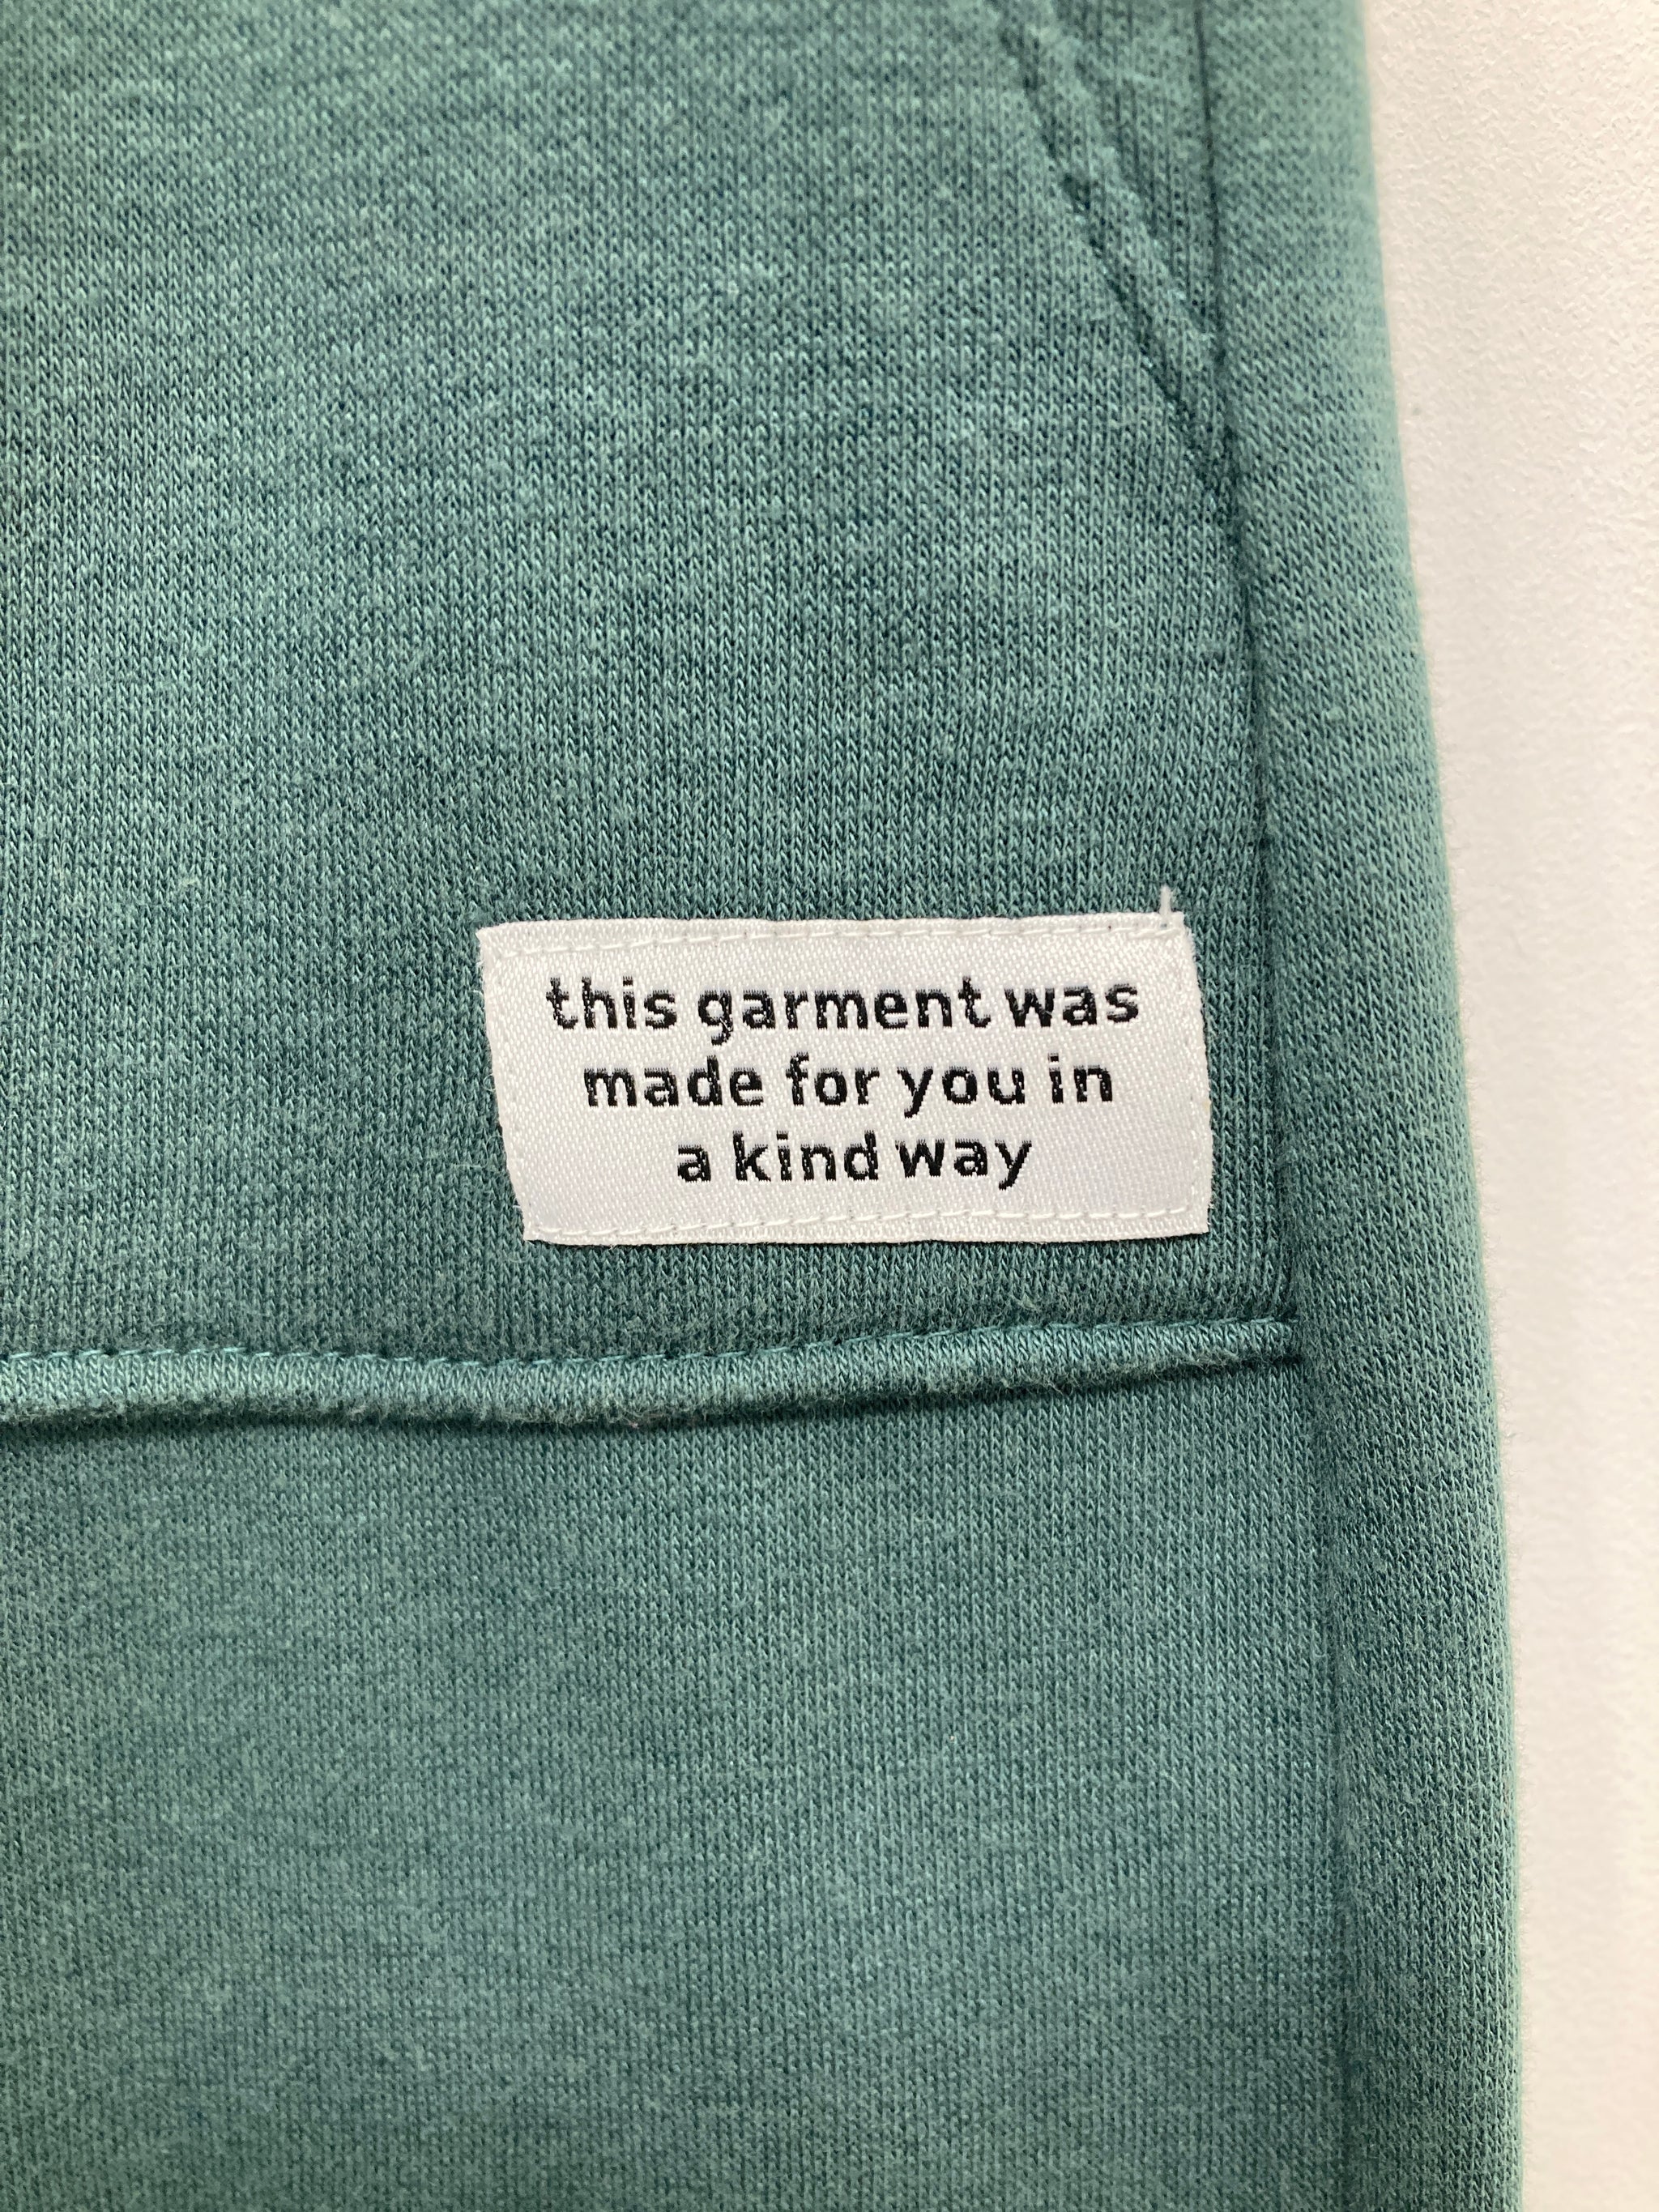 this garment was
made for you in
a kind way